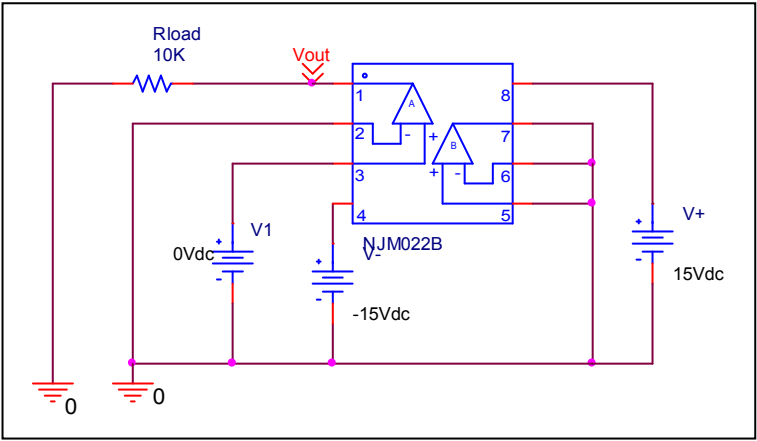 Rload
10K
Vout
1
2
3
4
8
7
6
5
A
B
-
+
+
-
NJM022B
V1
+
0Vdc
-
V-
+
-
-15Vdc
V+
+
-
15Vdc
0
0